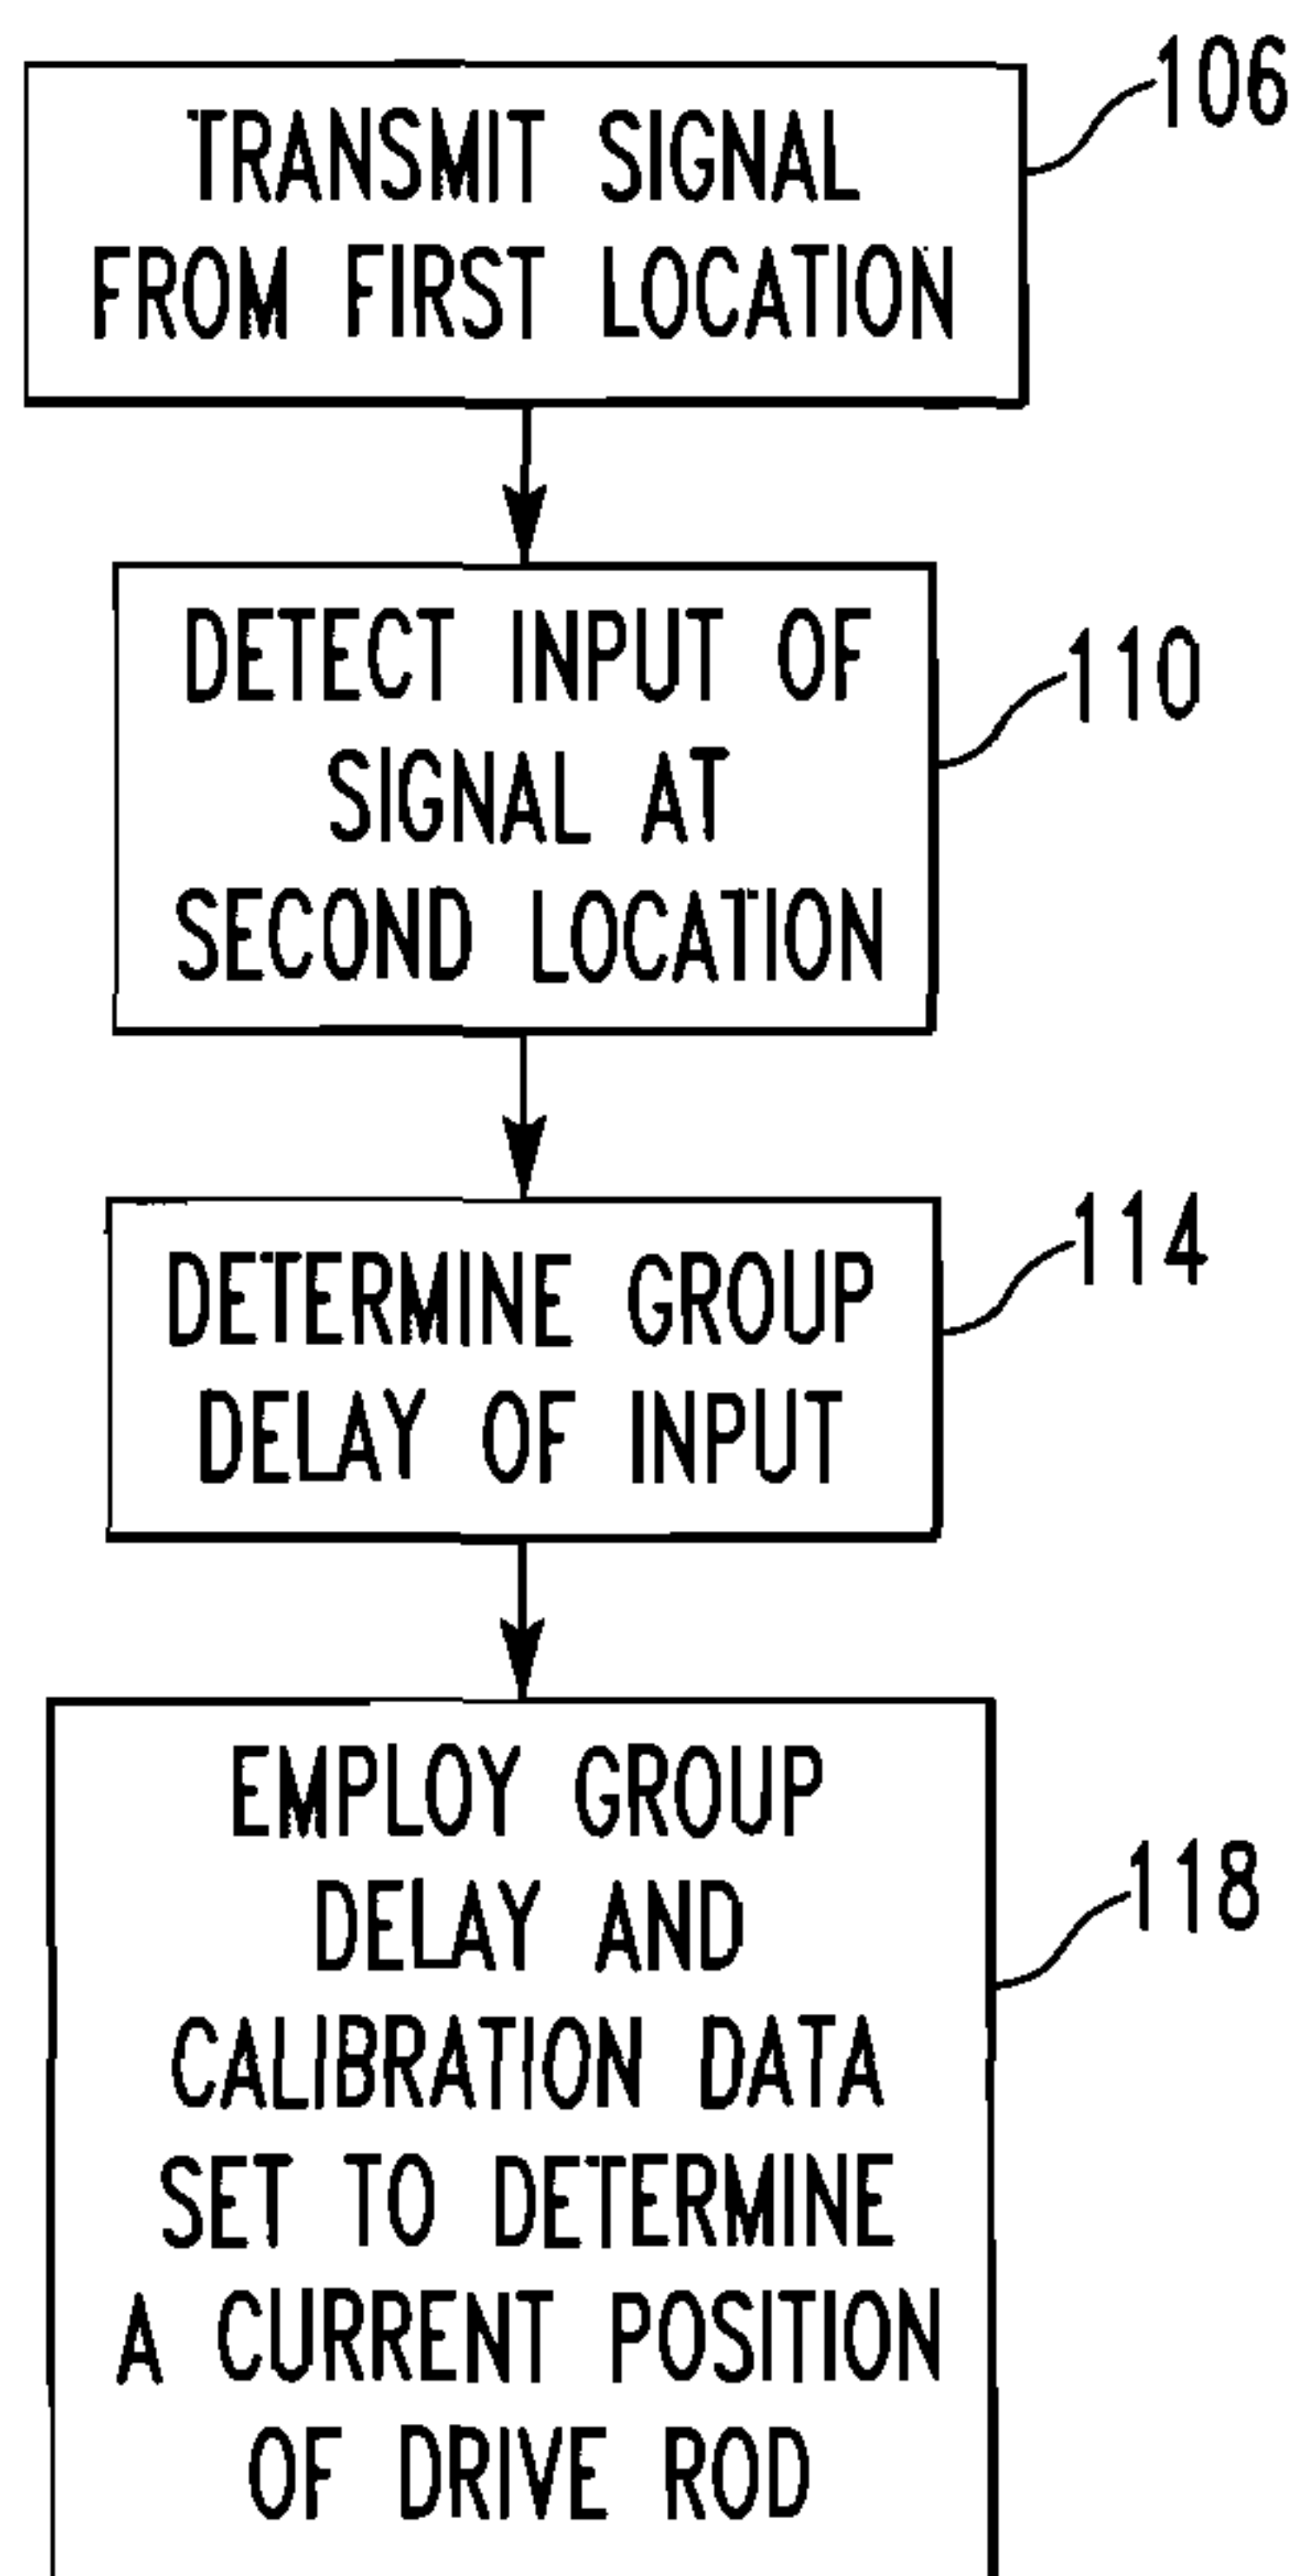 106
TRANSMIT SIGNAL
FROM FIRST LOCATION
DETECT INPUT OF
SIGNAL AT
SECOND LOCATION
110
DETERMINE GROUP
DELAY OF INPUT
114
EMPLOY GROUP
DELAY AND
CALIBRATION DATA
SET TO DETERMINE
A CURRENT POSITION
OF DRIVE ROD
118